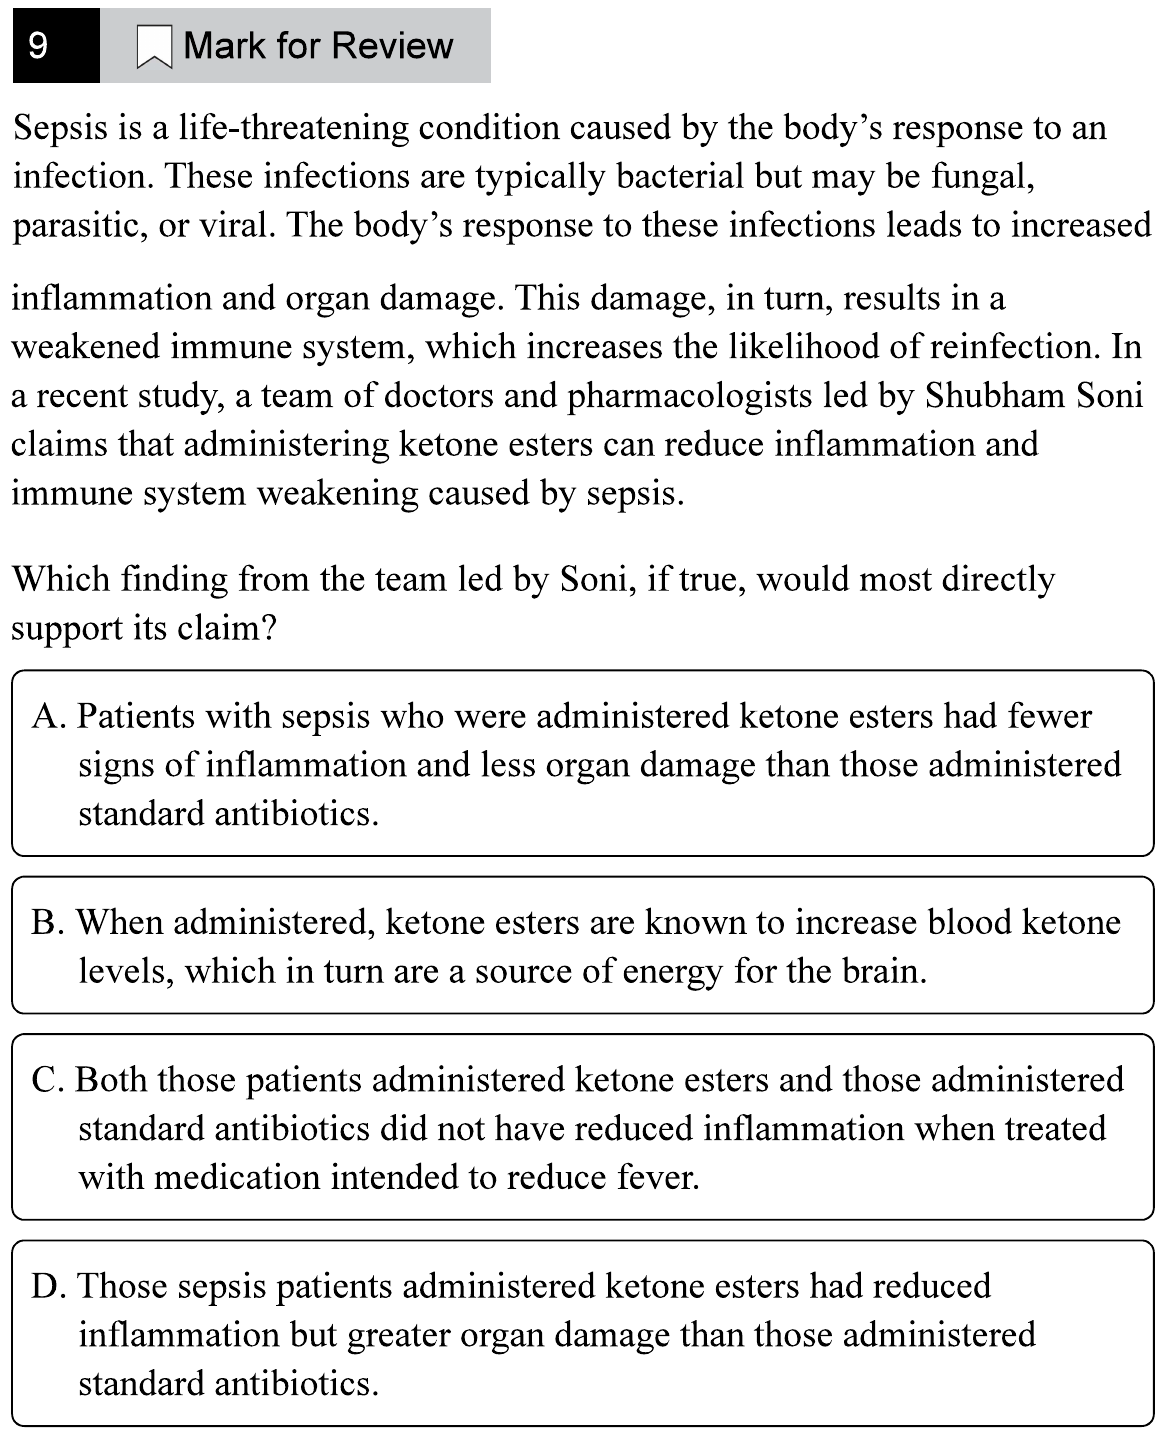 9
Mark for Review
Sepsis is a life-threatening condition caused by the body’s response to an
infection. These infections are typically bacterial but may be fungal,
parasitic, or viral. The body’s response to these infections leads to increased
inflammation and organ damage. This damage, in turn, results in a
weakened immune system, which increases the likelihood of reinfection. In
a recent study, a team of doctors and pharmacologists led by Shubham Soni
claims that administering ketone esters can reduce inflammation and
immune system weakening caused by sepsis.
Which finding from the team led by Soni, if true, would most directly
support its claim?
A. Patients with sepsis who were administered ketone esters had fewer
signs of inflammation and less organ damage than those administered
standard antibiotics.
B. When administered, ketone esters are known to increase blood ketone
levels, which in turn are a source of energy for the brain.
C. Both those patients administered ketone esters and those administered
standard antibiotics did not have reduced inflammation when treated
with medication intended to reduce fever.
D. Those sepsis patients administered ketone esters had reduced
inflammation but greater organ damage than those administered
standard antibiotics.